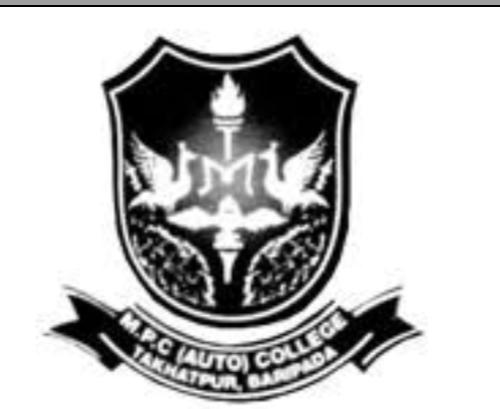 M
M.P.C (AUTO) COLLEGE
TAKHATPUR, BARIPADA